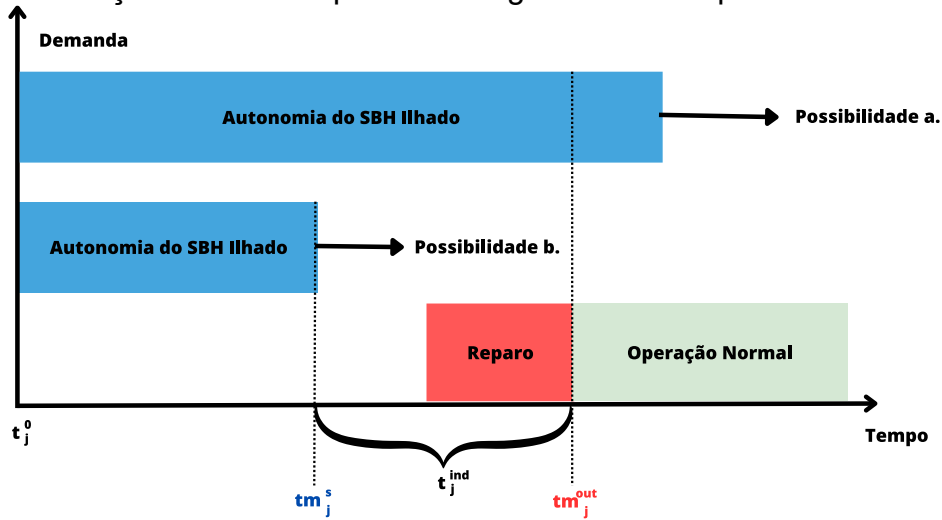 Demanda
Autonomia do SBH Ilhado
Possibilidade a.
Autonomia do SBH Ilhado
Possibilidade b.
Reparo
Operação Normal
t j 0
Tempo
t j ind
tm j s
tm j out